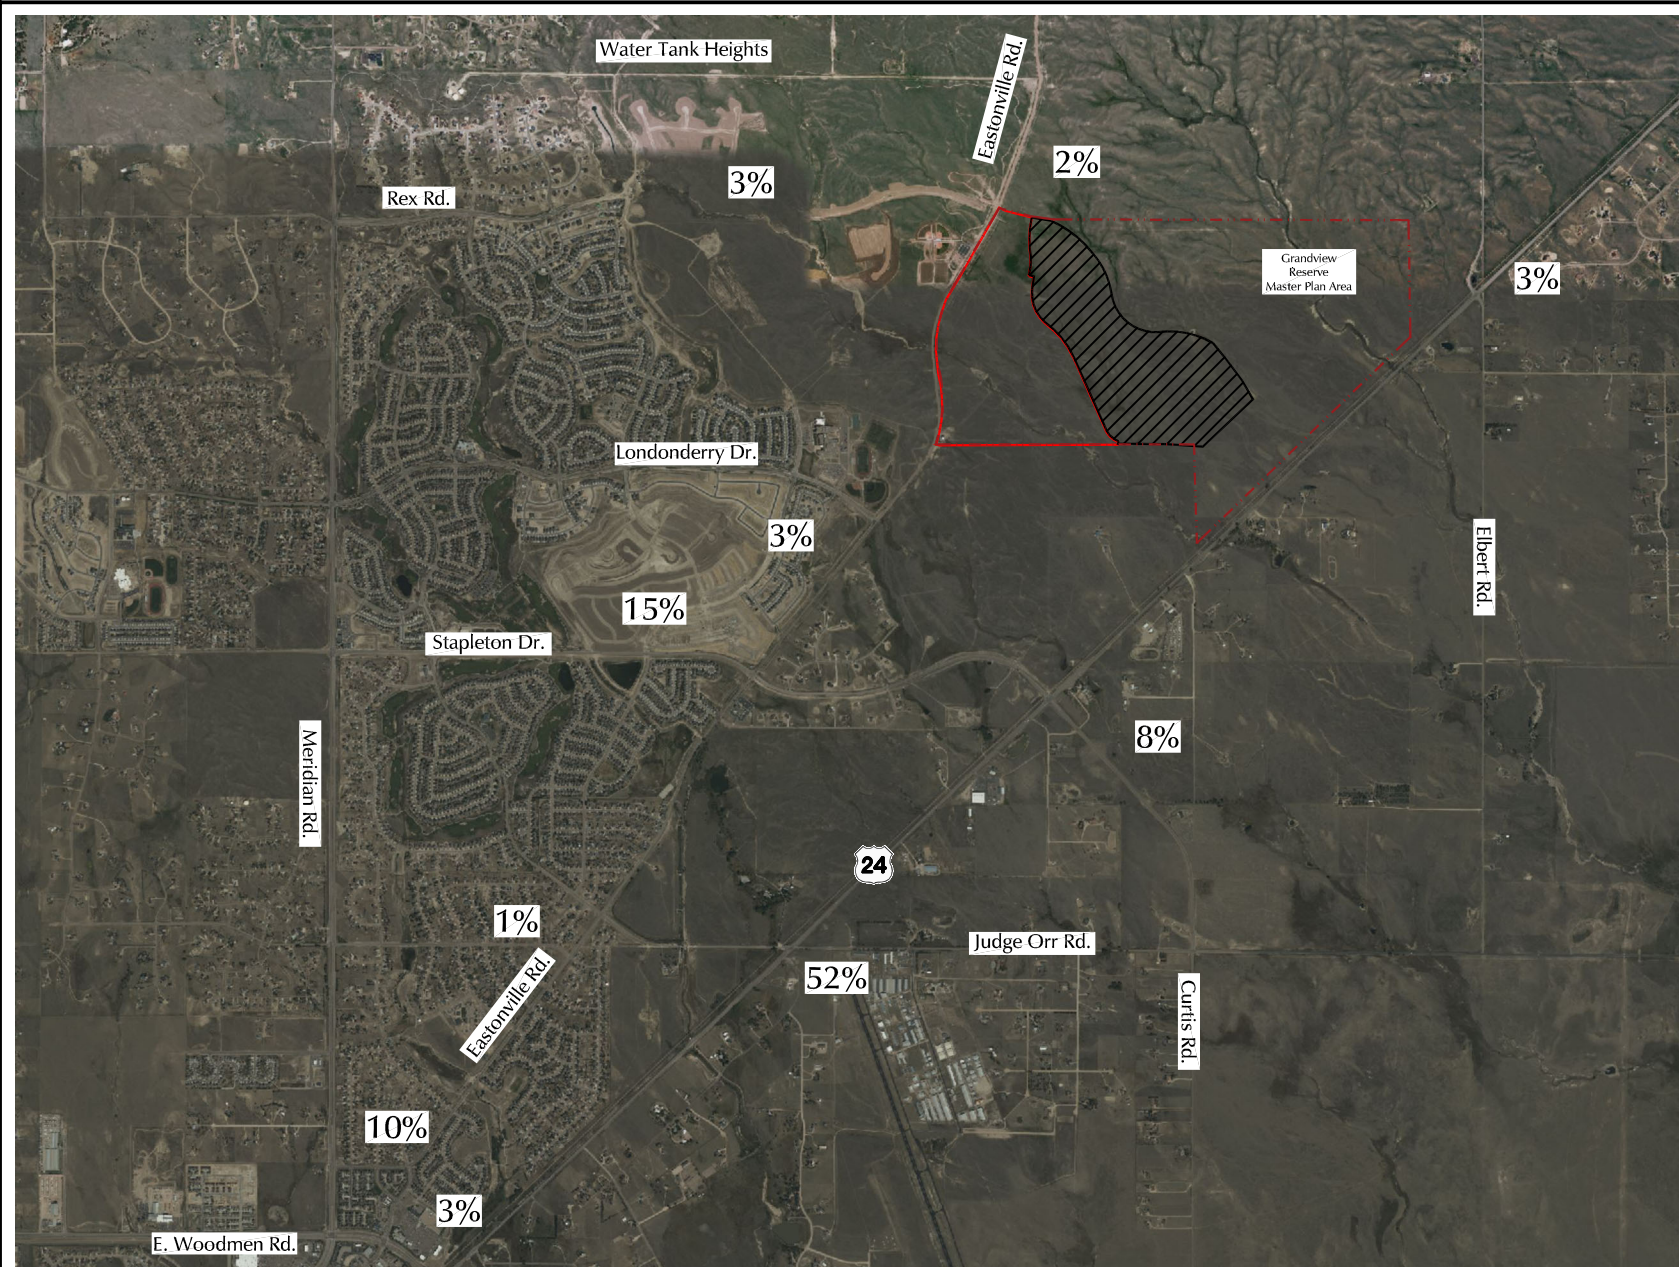 Water Tank Heights
Eastonville Rd.
2%
3%
Rex Rd.
Grandview
Reserve
Master Plan Area
3%
Londonderry Dr.
3%
Elbert Rd.
15%
Stapleton Dr.
Meridian Rd.
8%
24
1%
Judge Orr Rd.
52%
Eastonville Rd.
Curtis Rd.
10%
3%
E. Woodmen Rd.